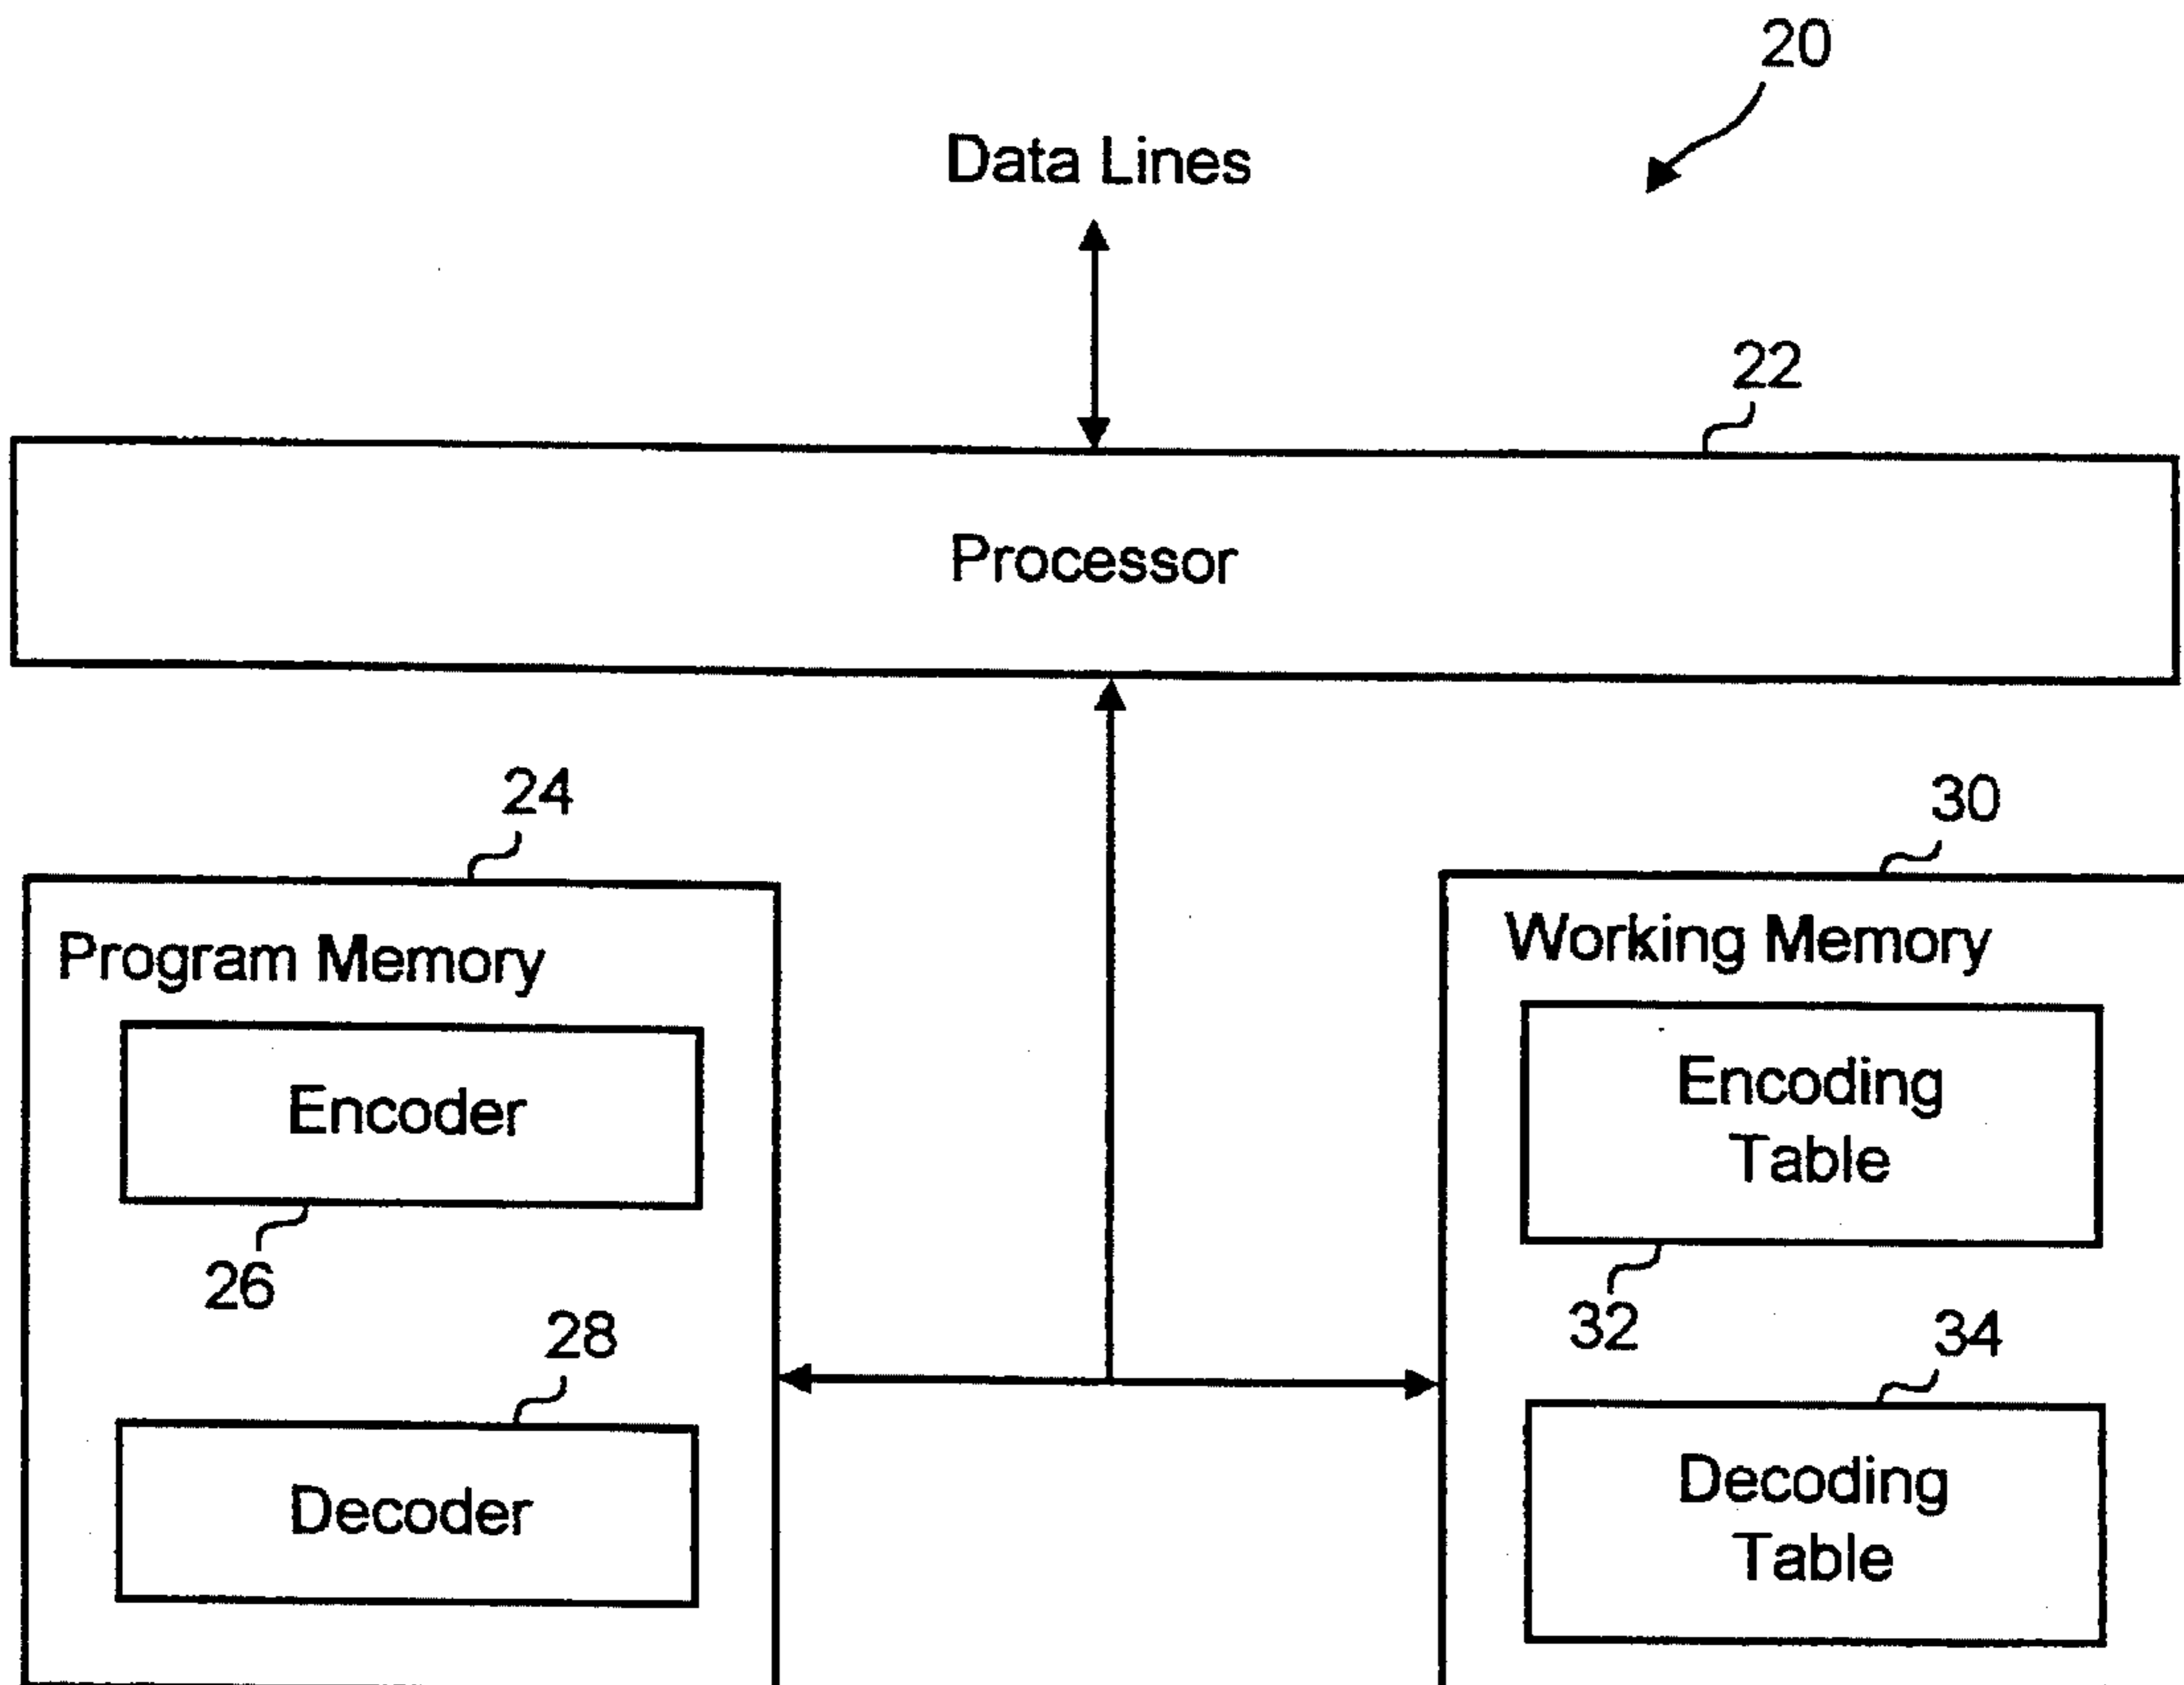 20
Data Lines
22
Processor
24
30
Program Memory
Working Memory
Encoder
Encoding
Table
26
32
28
34
Decoder
Decoding
Table